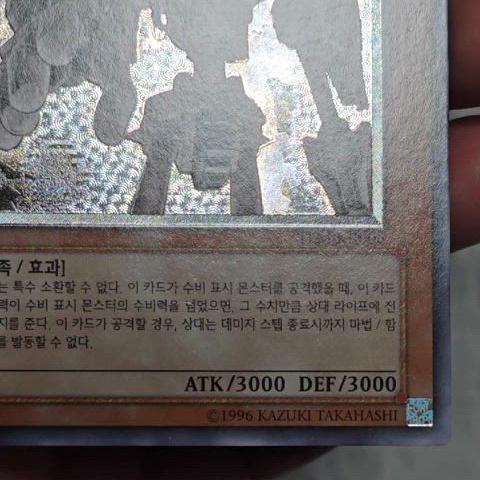 족 / 효과]
는 특수 소환할 수 없다. 이 카드가 수비 표시 몬스터를 공격했을 때, 이 카드
력이 수비 표시 몬스터의 수비력을 넘었으면, 그 수치만큼 상대 라이프에 전
지를 준다. 이 카드가 공격할 경우, 상대는 데미지 스텝 종료시까지 마법 / 함
를 발동할 수 없다.
ATK/3000 DEF/3000
©1996 KAZUKI TAKAHASHI